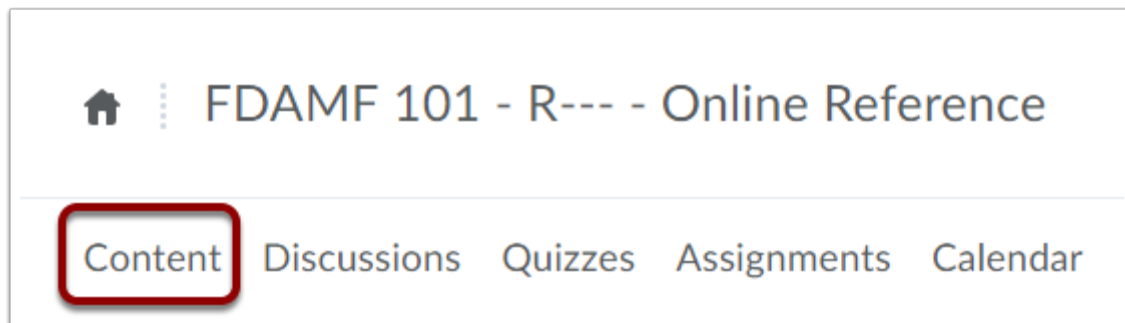 FDAMF 101 - R--- - Online Reference
Content Discussions Quizzes Assignments Calendar